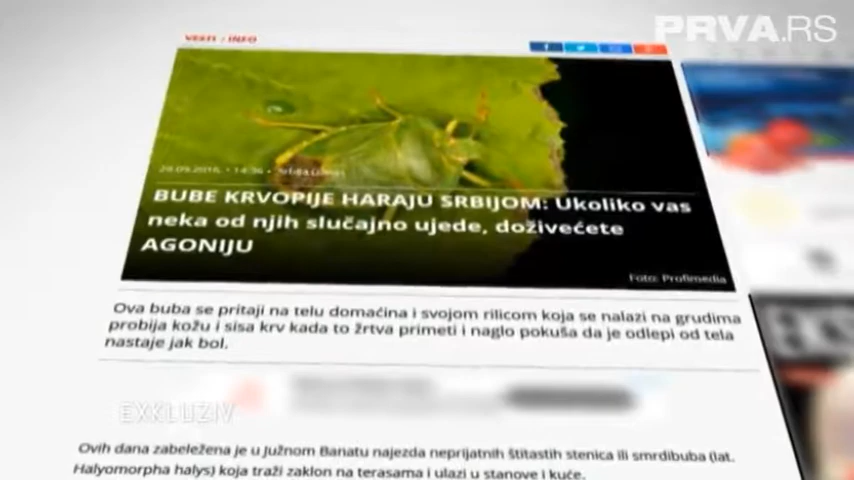 PRVA.RS
VESTI / INFO
BUBE KRVOPIJE HARAJU SRBIJOM: Ukoliko vas
neka od njih slučajno ujede, doživećete
AGONIJU
Foto: Profimedia
Ova buba se pritaji na telu domaćina i svojom rilicom koja se nalazi na grudima
probija kožu i sisa krv kada to žrtva primeti i naglo pokuša da je odlepi od tela
nastaje jak bol.
EXKLUZIV
Ovih dana zabeležena je u Južnom Banatu najezda neprijatnih štitastih stenica ili smrdibuba (lat.
Halyomorpha halys) koja traži zaklon na terasama i ulazi u stanove i kuće.